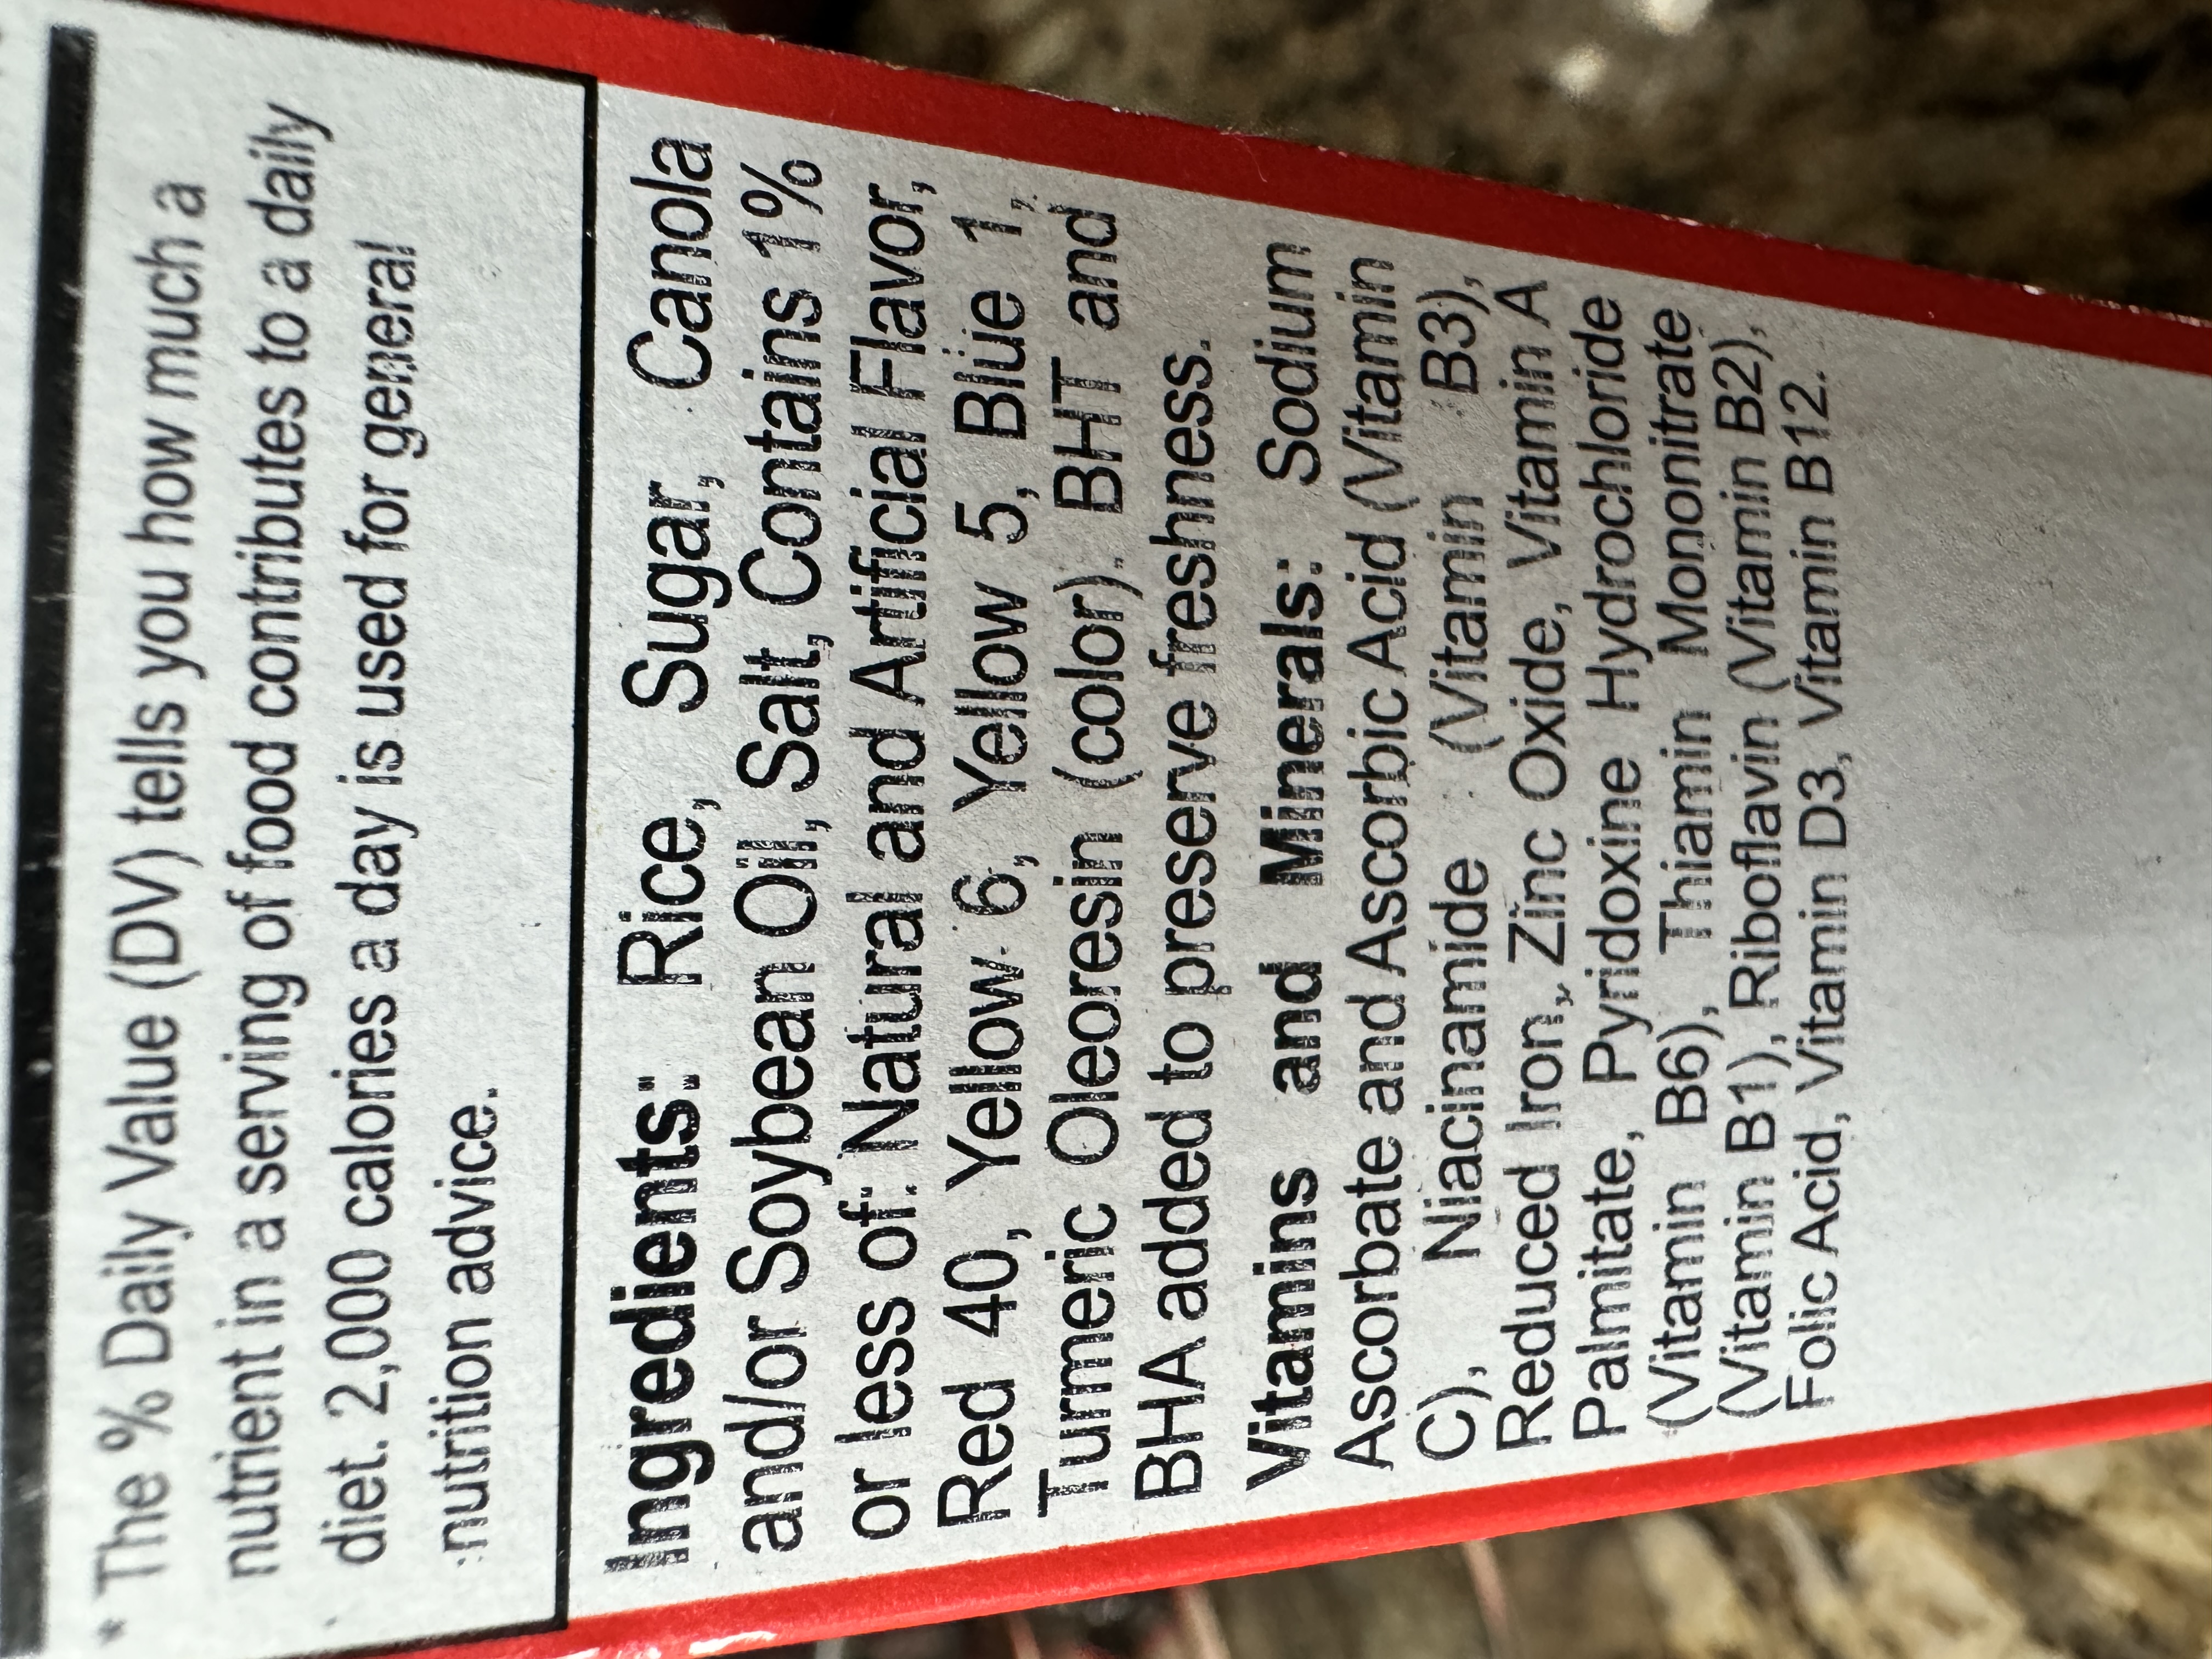 * The % Daily Value (DV) tells you how much a
nutrient in a serving of food contributes to a daily
diet. 2,000 calories a day is used for general
nutrition advice.
Ingredients: Rice, Sugar, Canola
and/or Soybean Oil, Salt, Contains 1%
or less of: Natural and Artificial Flavor,
Red 40, Yellow 6, Yellow 5, Blue 1,
Turmeric Oleoresin (color). BHT and
BHA added to preserve freshness.
Vitamins and Minerals: Sodium
Ascorbate and Ascorbic Acid (Vitamin
C), Niacinamide (Vitamin B3),
Reduced Iron, Zinc Oxide, Vitamin A
Palmitate, Pyridoxine Hydrochloride
(Vitamin B6), Thiamin Mononitrate
(Vitamin B1), Riboflavin (Vitamin B2),
Folic Acid, Vitamin D3, Vitamin B12.